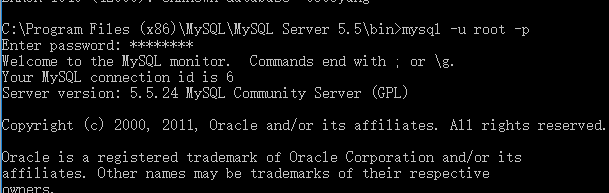 C:\Program Files (x86)\MySQL\MySQL Server 5.5\bin>mysql -u root -p
Enter password: ********
Welcome to the MySQL monitor.  Commands end with ; or \g.
Your MySQL connection id is 6
Server version: 5.5.24 MySQL Community Server (GPL)
Copyright (c) 2000, 2011, Oracle and/or its affiliates. All rights reserved.
Oracle is a registered trademark of Oracle Corporation and/or its
affiliates. Other names may be trademarks of their respective
owners.